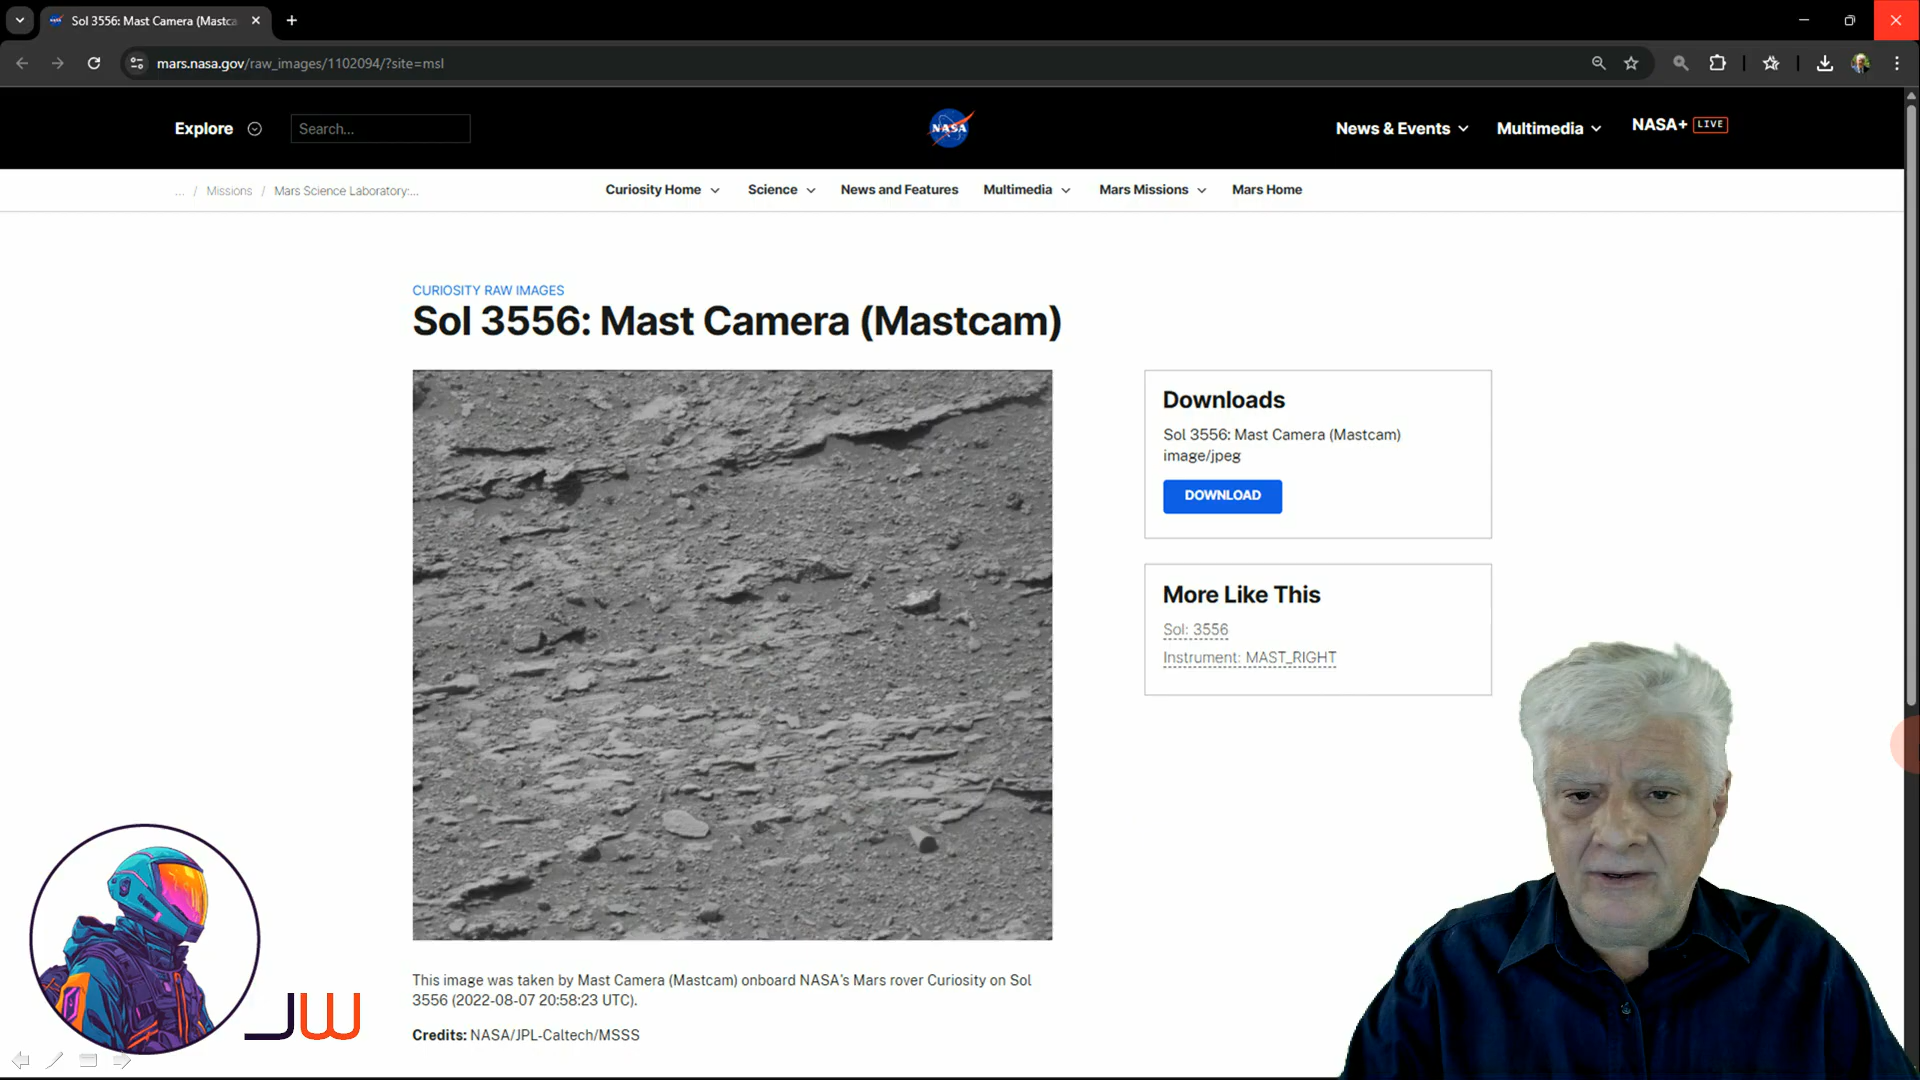 Sol 3556: Mast Camera (Mastca
mars.nasa.gov/raw_images/1102094/?site=msl
Explore
Search...
NASA
News & Events
Multimedia
NASA+ LIVE
... / Missions / Mars Science Laboratory:...
Curiosity Home
Science
News and Features
Multimedia
Mars Missions
Mars Home
CURIOSITY RAW IMAGES
Sol 3556: Mast Camera (Mastcam)
Downloads
Sol 3556: Mast Camera (Mastcam)
image/jpeg
DOWNLOAD
More Like This
Sol: 3556
Instrument: MAST_RIGHT
This image was taken by Mast Camera (Mastcam) onboard NASA's Mars rover Curiosity on Sol
3556 (2022-08-07 20:58:23 UTC).
Credits: NASA/JPL-Caltech/MSSS
JW